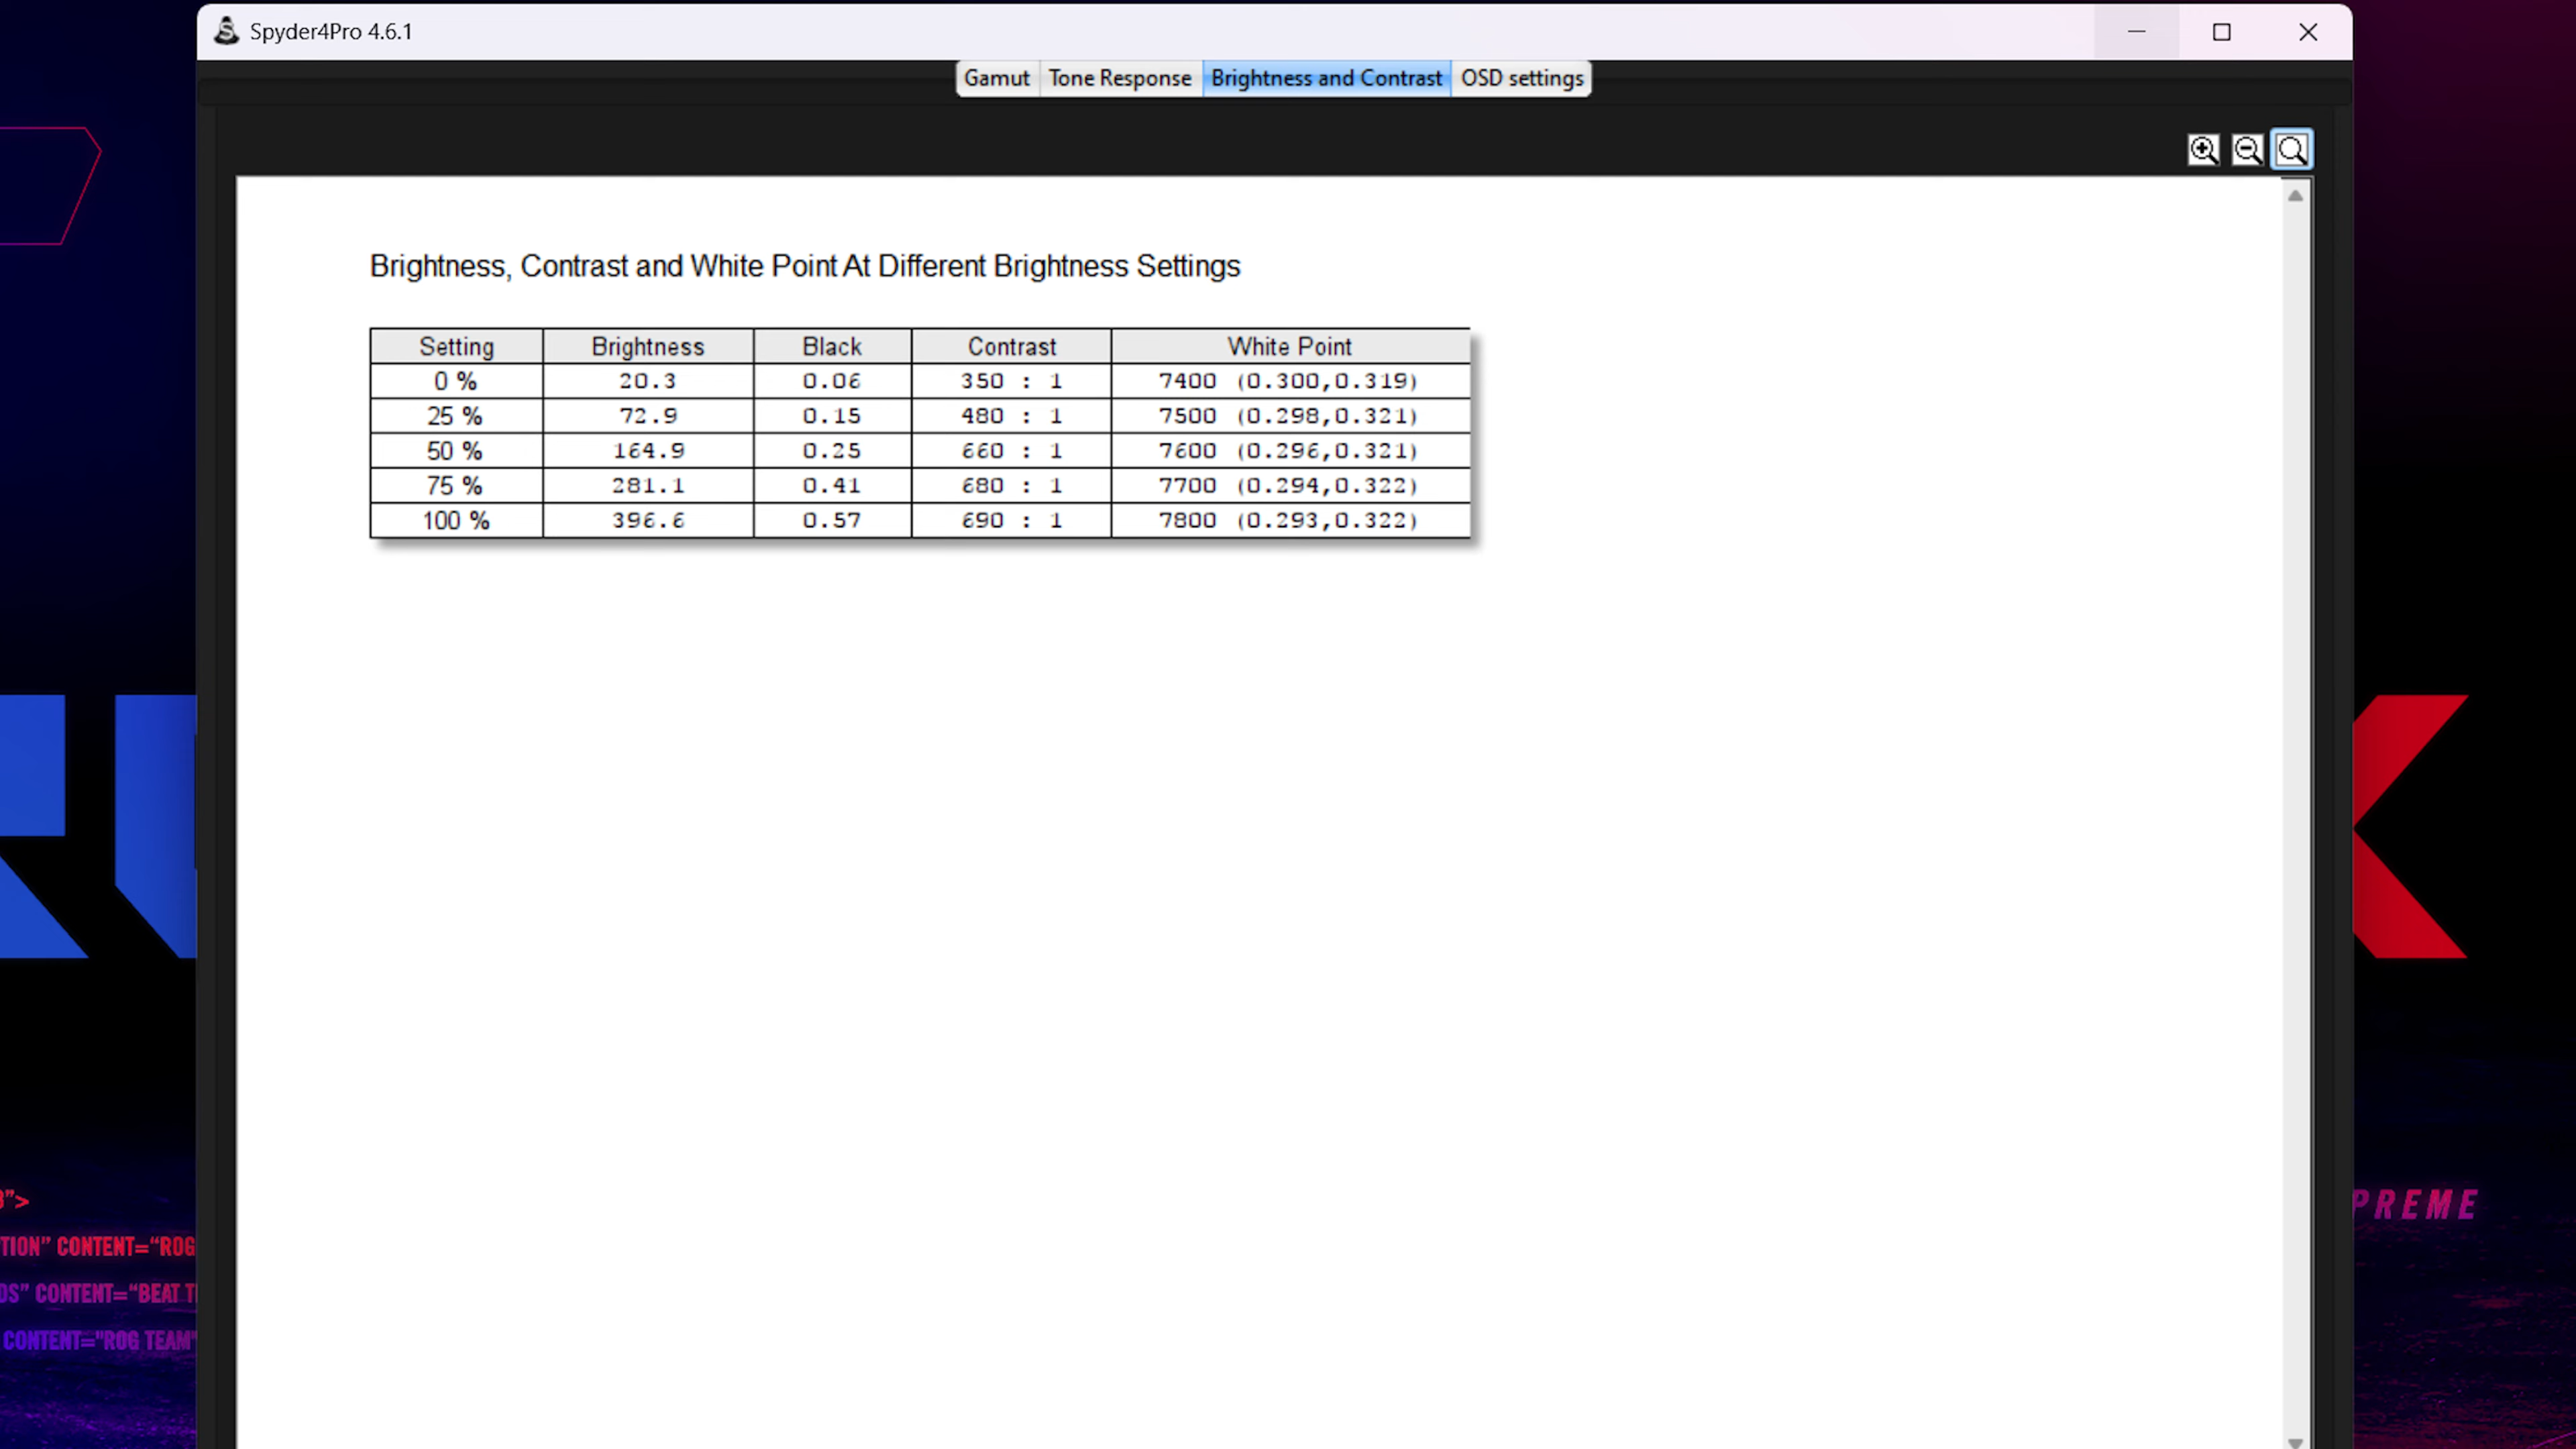 Spyder4Pro 4.6.1
Gamut Tone Response Brightness and Contrast OSD settings
Brightness, Contrast and White Point At Different Brightness Settings
Setting Brightness Black Contrast White Point
0 % 20.3 0.06 350 : 1 7400 (0.300,0.319)
25 % 72.9 0.15 480 : 1 7500 (0.298,0.321)
50 % 164.9 0.25 660 : 1 7600 (0.296,0.321)
75 % 281.1 0.41 680 : 1 7700 (0.294,0.322)
100 % 396.6 0.57 690 : 1 7800 (0.293,0.322)
">
PREME
TION" CONTENT="ROG
DS" CONTENT="BEAT T
CONTENT="ROG TEAM"